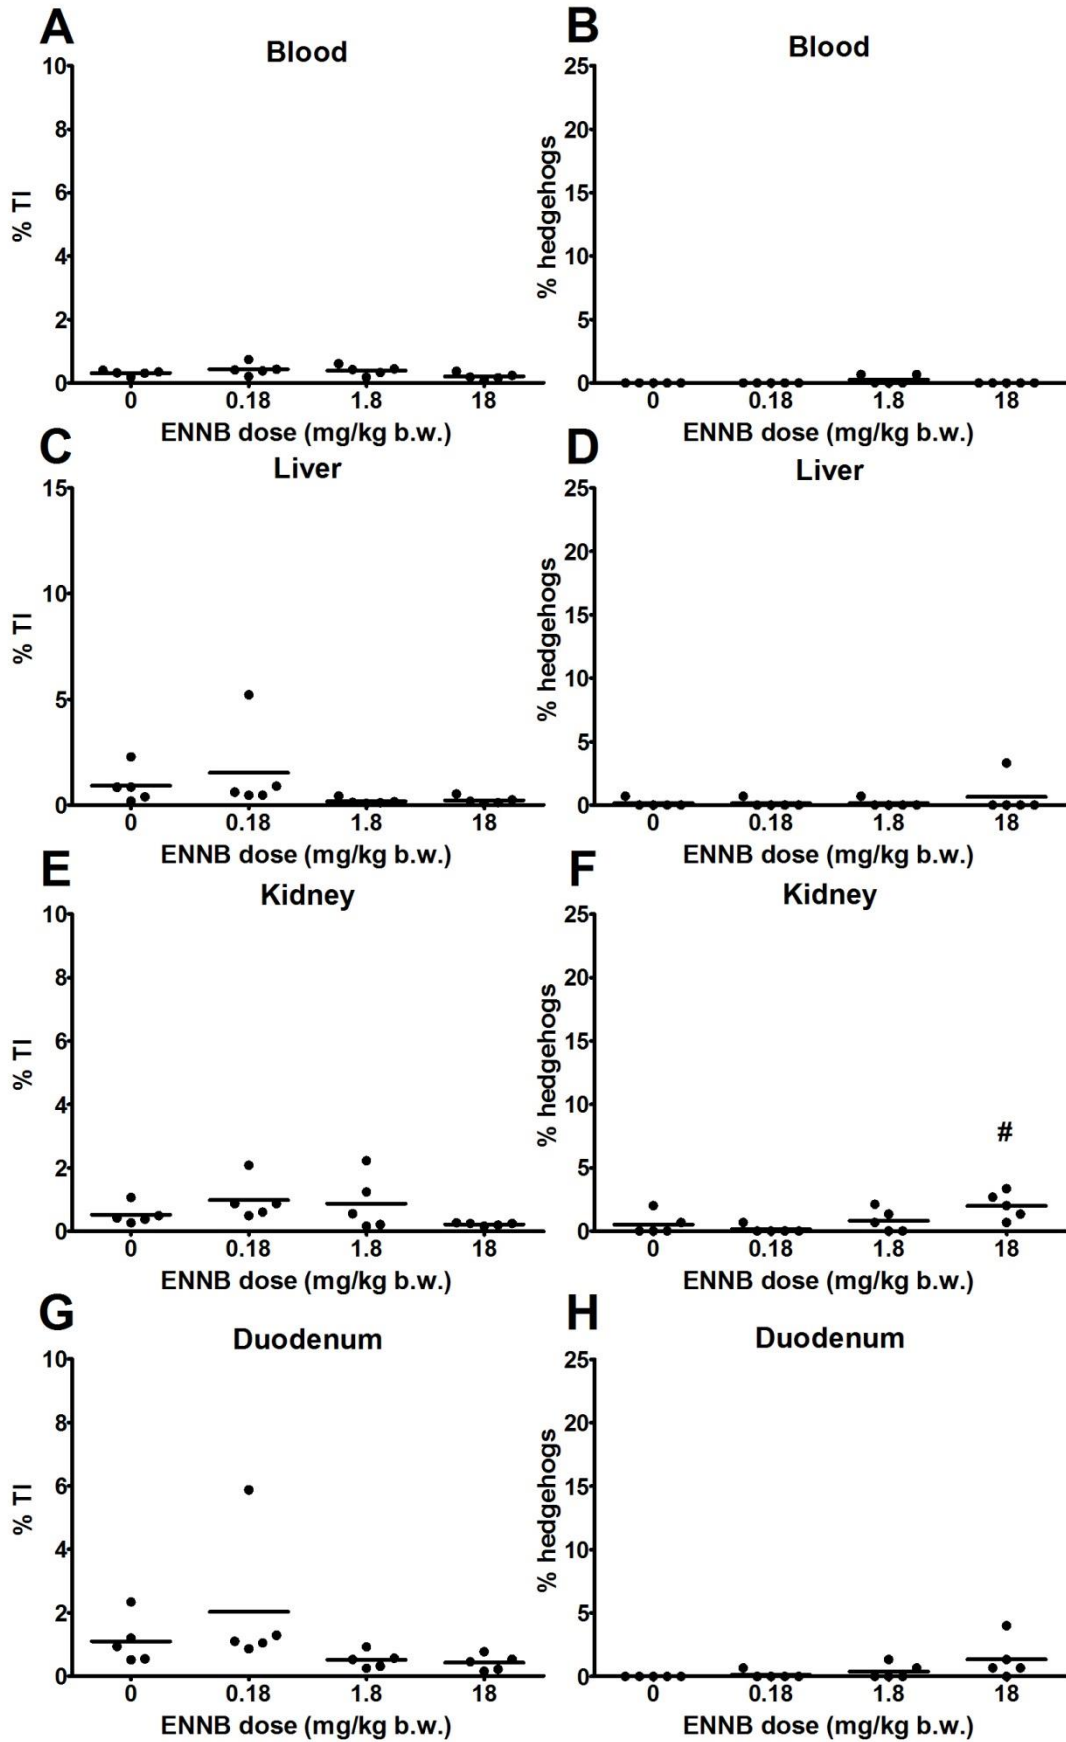 A
Blood
10
8
6
4
2
0
% TI
0 0.18 1.8 18
ENNB dose (mg/kg b.w.)
B
Blood
25
20
15
10
5
0
% hedgehogs
0 0.18 1.8 18
ENNB dose (mg/kg b.w.)
C
Liver
15
10
5
0
% TI
0 0.18 1.8 18
ENNB dose (mg/kg b.w.)
D
Liver
25
20
15
10
5
0
% hedgehogs
0 0.18 1.8 18
ENNB dose (mg/kg b.w.)
E
Kidney
10
8
6
4
2
0
% TI
0 0.18 1.8 18
ENNB dose (mg/kg b.w.)
F
Kidney
25
20
15
10
5
0
% hedgehogs
#
0 0.18 1.8 18
ENNB dose (mg/kg b.w.)
G
Duodenum
10
8
6
4
2
0
% TI
0 0.18 1.8 18
ENNB dose (mg/kg b.w.)
H
Duodenum
25
20
15
10
5
0
% hedgehogs
0 0.18 1.8 18
ENNB dose (mg/kg b.w.)